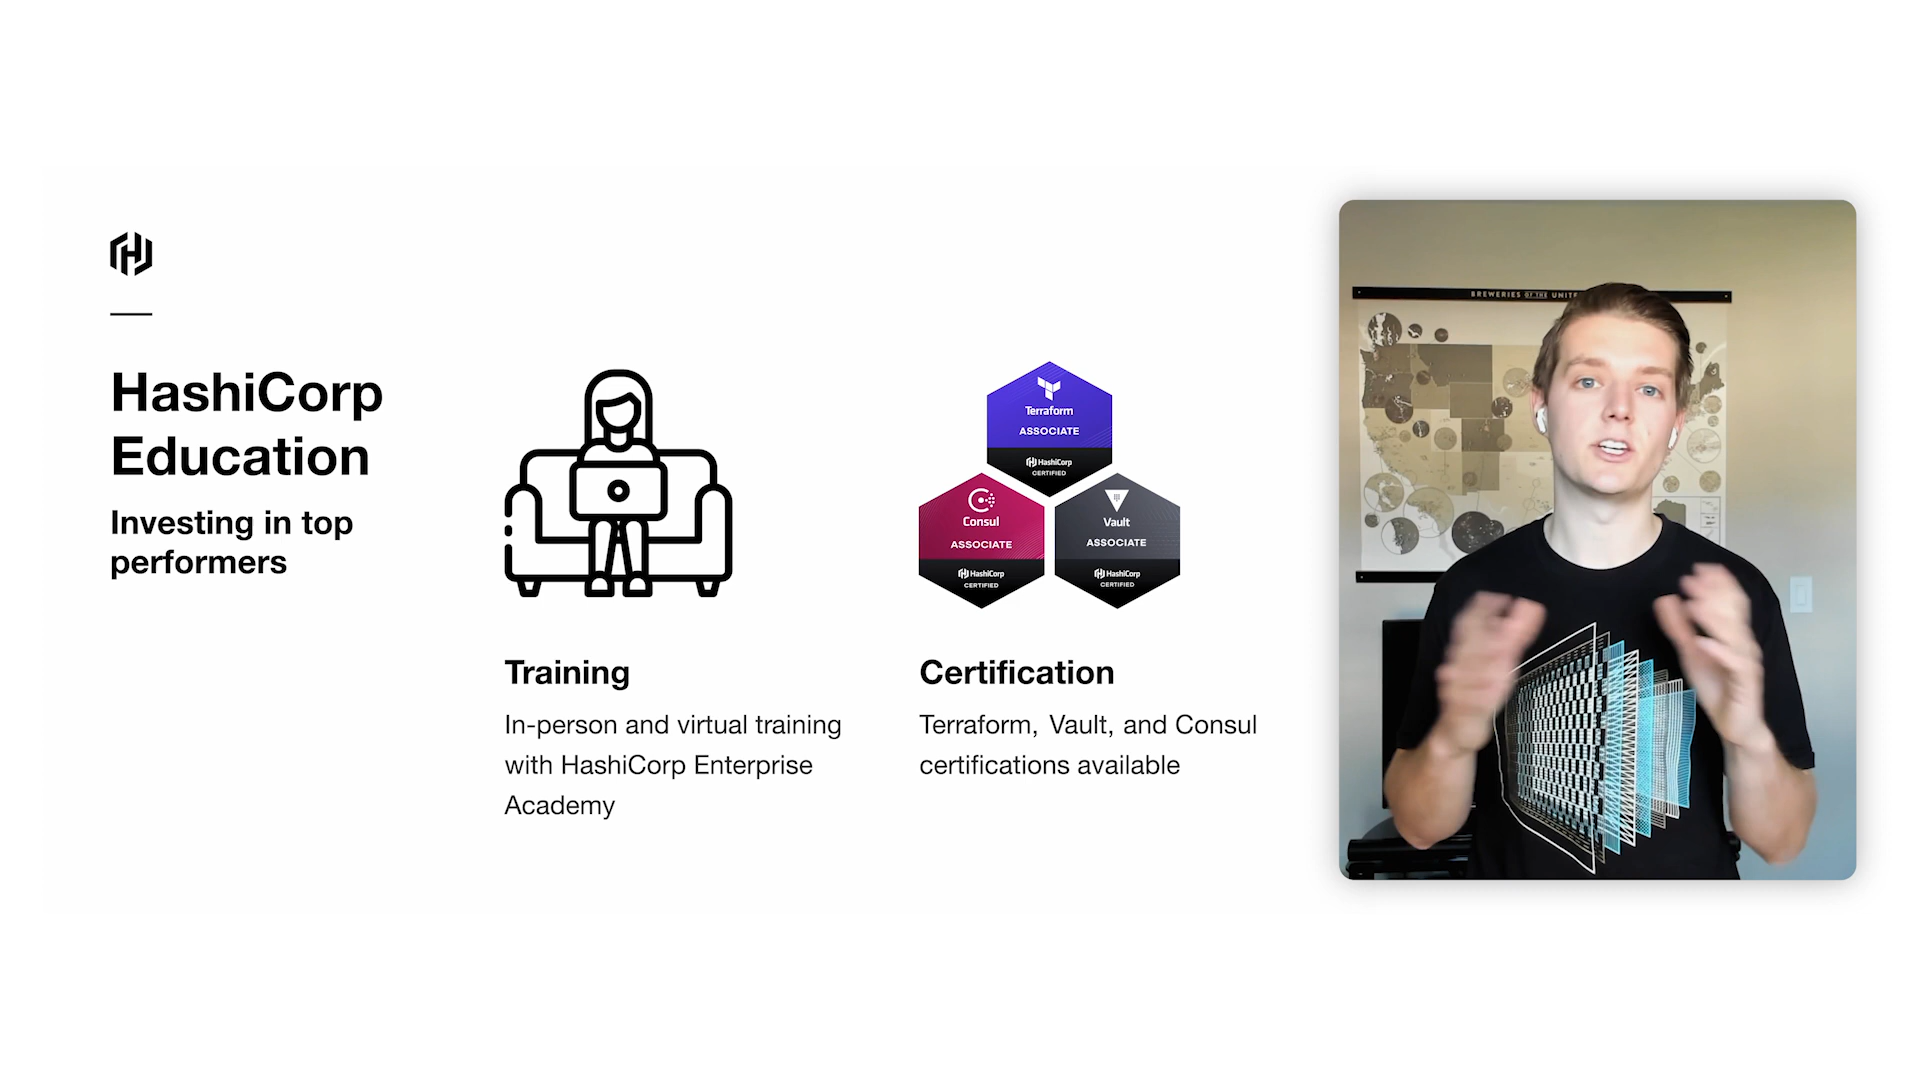 HashiCorp
Education
Investing in top
performers
Terraform
ASSOCIATE
HashiCorp
CERTIFIED
Consul
ASSOCIATE
HashiCorp
CERTIFIED
Vault
ASSOCIATE
HashiCorp
CERTIFIED
Training
In-person and virtual training
with HashiCorp Enterprise
Academy
Certification
Terraform, Vault, and Consul
certifications available
BREWERIES OF THE UNITE